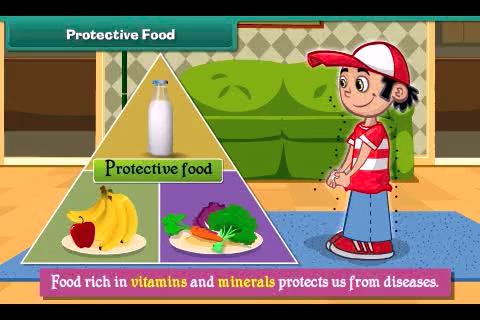 Protective Food
Protective food
Food rich in vitamins and minerals protects us from diseases.